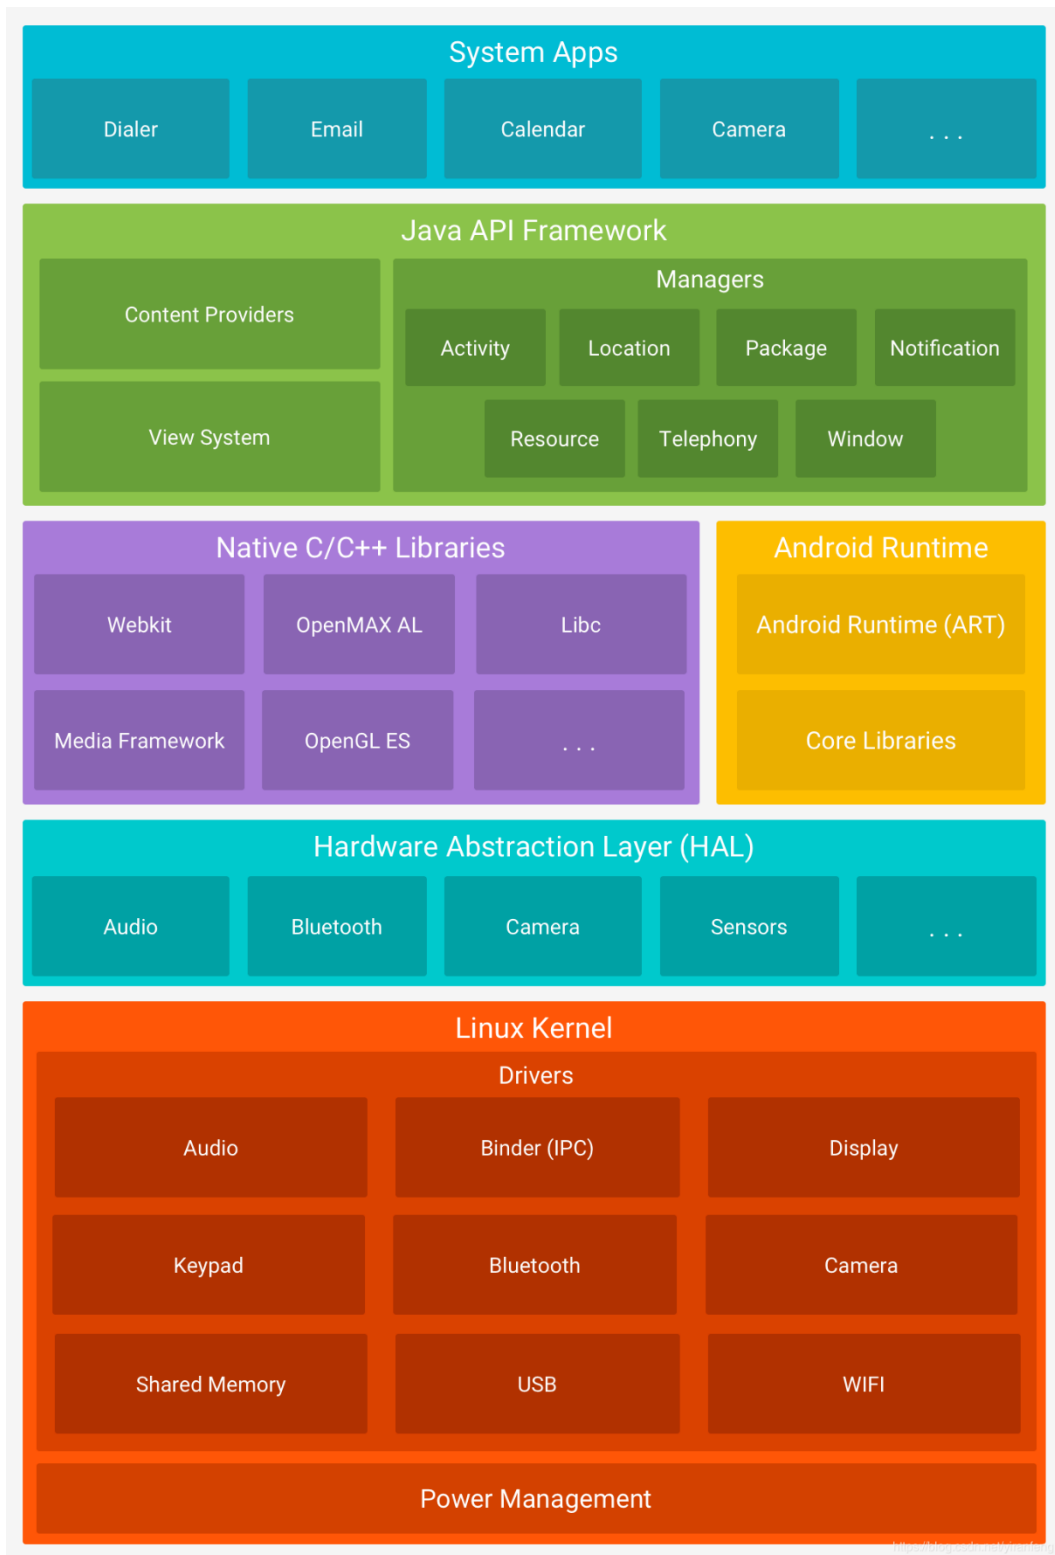 System Apps
Dialer
Email
Calendar
Camera
. . .
Java API Framework
Content Providers
View System
Managers
Activity
Location
Package
Notification
Resource
Telephony
Window
Native C/C++ Libraries
Webkit
OpenMAX AL
Libc
Media Framework
OpenGL ES
. . .
Android Runtime
Android Runtime (ART)
Core Libraries
Hardware Abstraction Layer (HAL)
Audio
Bluetooth
Camera
Sensors
. . .
Linux Kernel
Drivers
Audio
Binder (IPC)
Display
Keypad
Bluetooth
Camera
Shared Memory
USB
WIFI
Power Management